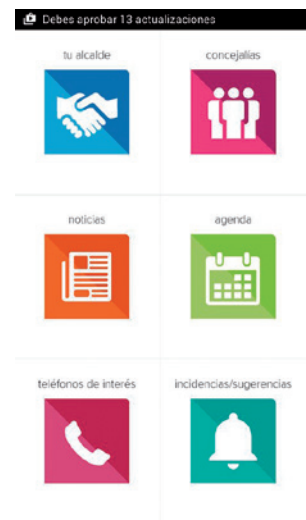 Debes aprobar 13 actualizaciones
tu alcalde
concejalías
noticias
agenda
teléfonos de interés
incidencias/sugerencias